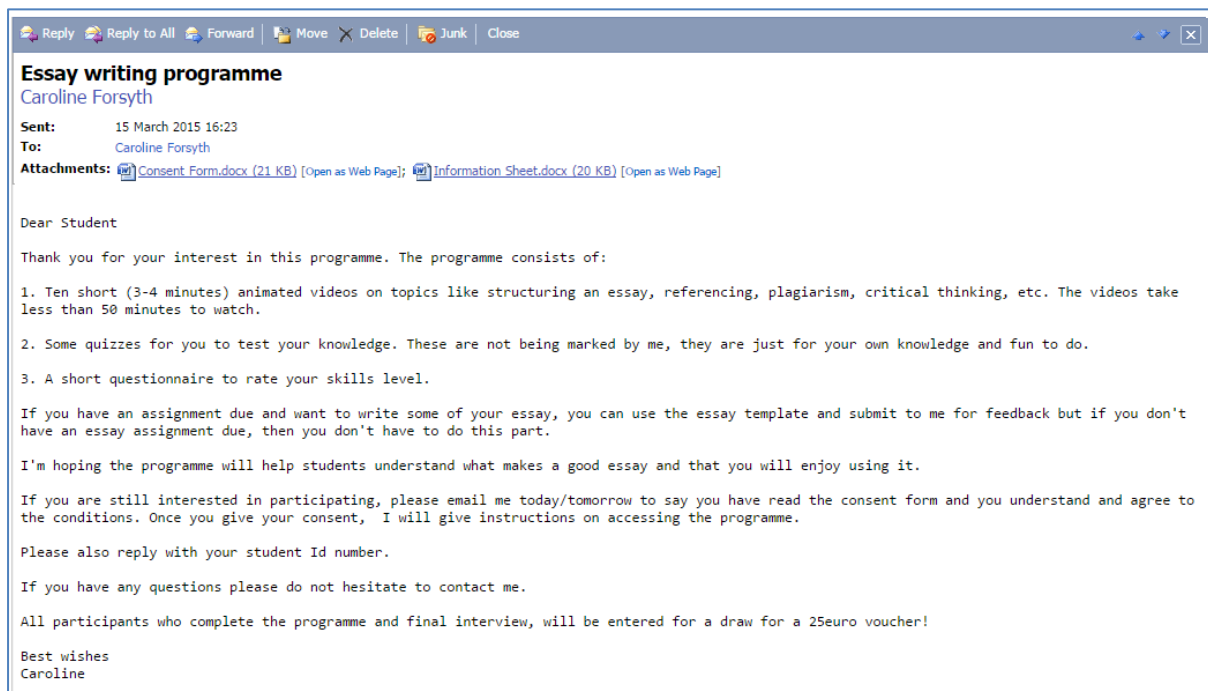 Reply Reply to All Forward Move Delete Junk Close
Essay writing programme
Caroline Forsyth
Sent: 15 March 2015 16:23
To: Caroline Forsyth
Attachments: Consent Form.docx (21 KB) [Open as Web Page]; Information Sheet.docx (20 KB) [Open as Web Page]
Dear Student
Thank you for your interest in this programme. The programme consists of:
1. Ten short (3-4 minutes) animated videos on topics like structuring an essay, referencing, plagiarism, critical thinking, etc. The videos take
less than 50 minutes to watch.
2. Some quizzes for you to test your knowledge. These are not being marked by me, they are just for your own knowledge and fun to do.
3. A short questionnaire to rate your skills level.
If you have an assignment due and want to write some of your essay, you can use the essay template and submit to me for feedback but if you don't
have an essay assignment due, then you don't have to do this part.
I'm hoping the programme will help students understand what makes a good essay and that you will enjoy using it.
If you are still interested in participating, please email me today/tomorrow to say you have read the consent form and you understand and agree to
the conditions. Once you give your consent,  I will give instructions on accessing the programme.
Please also reply with your student Id number.
If you have any questions please do not hesitate to contact me.
All participants who complete the programme and final interview, will be entered for a draw for a 25euro voucher!
Best wishes
Caroline